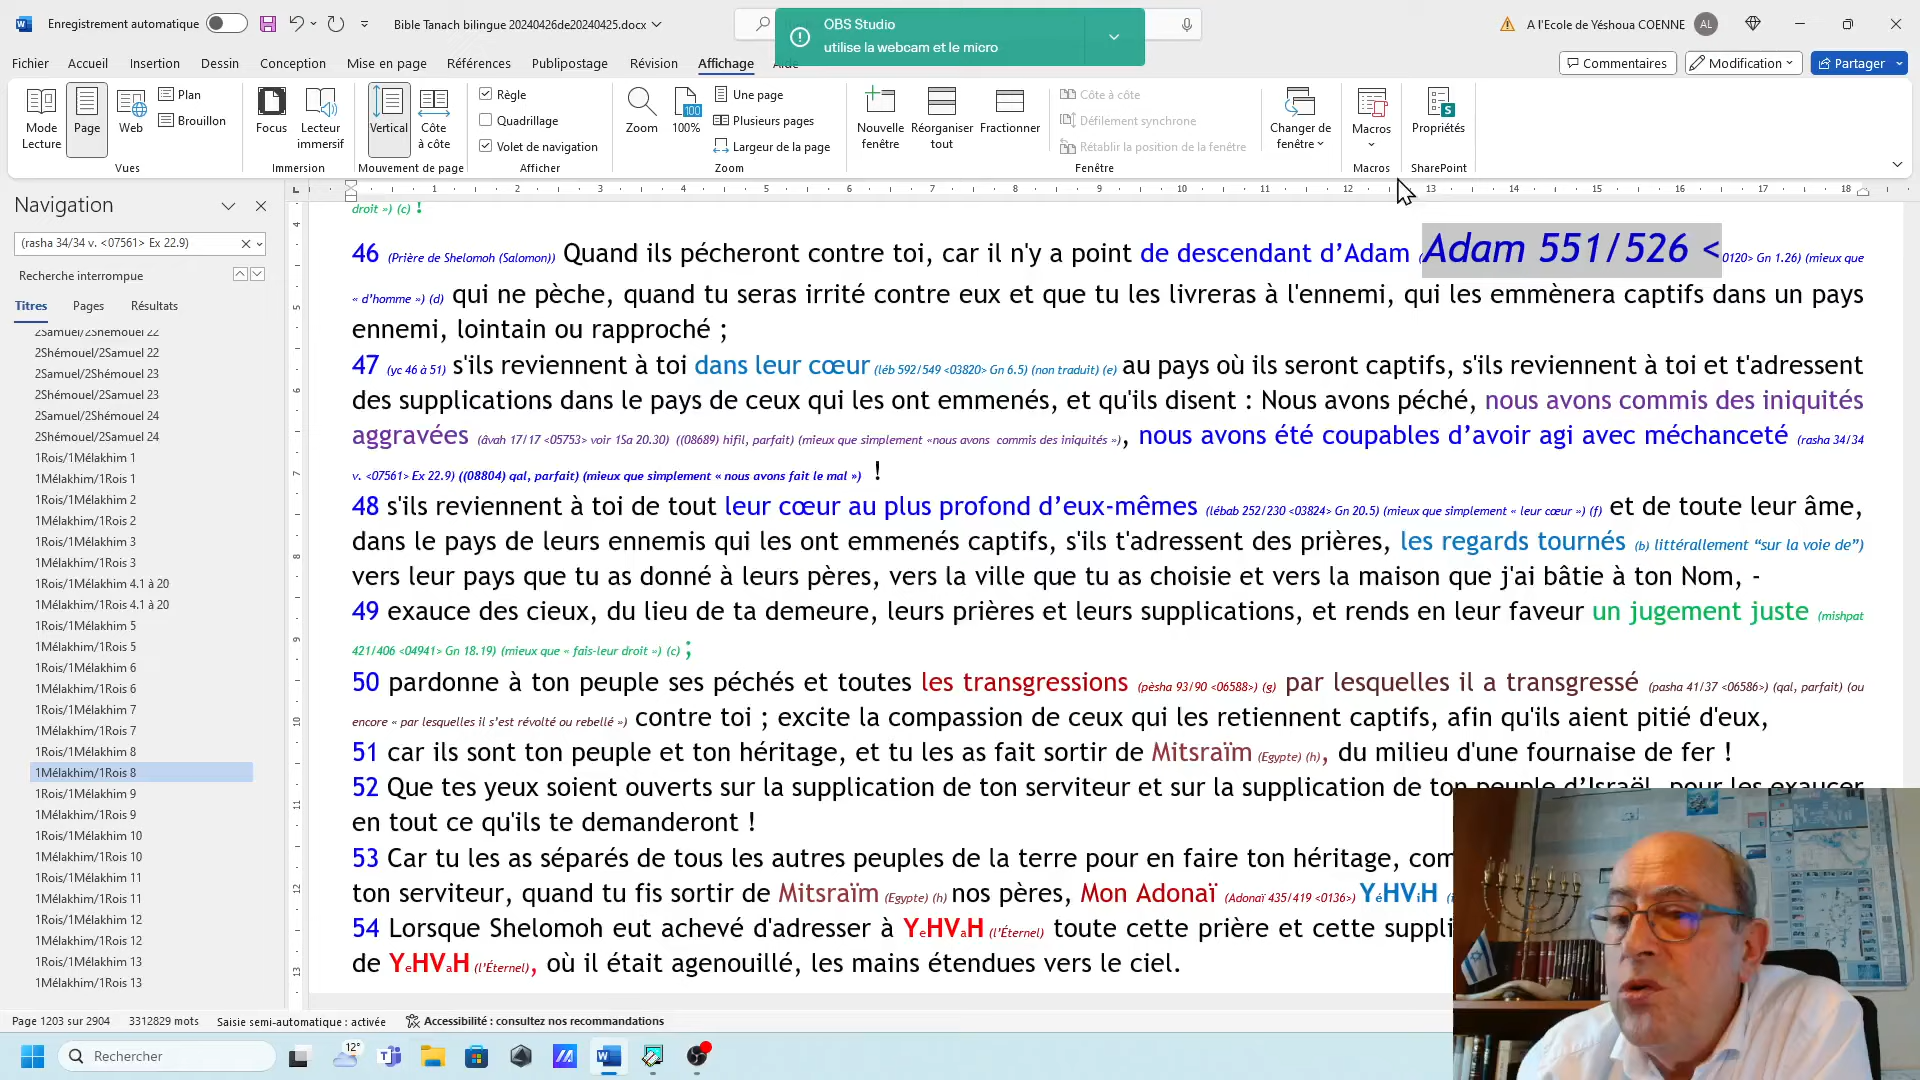 Enregistrement automatique
Bible Tanach bilingue 20240426de20240425.docx
OBS Studio
utilise la webcam et le micro
A l'Ecole de Yéshoua COENNE AL
Fichier Accueil Insertion Dessin Conception Mise en page Références Publipostage Révision Affichage Aide
Commentaires Modification Partager
Mode Lecture Page Web Plan Brouillon
Vues
Focus Lecteur immersif
Immersion
Vertical Côte à côte
Mouvement de page
Règle
Quadrillage
Volet de navigation
Afficher
Zoom 100% Une page
Plusieurs pages
Largeur de la page
Zoom
Nouvelle fenêtre Réorganiser tout Fractionner
Côte à côte
Défilement synchrone
Rétablir la position de la fenêtre
Changer de fenêtre
Fenêtre
Macros
Macros
Propriétés
SharePoint
Navigation
(rasha 34/34 v. <07561> Ex 22.9)
Recherche interrompue
Titres Pages Résultats
2Samuel/2Shémouel 22
2Shémouel/2Samuel 22
2Samuel/2Shémouel 23
2Shémouel/2Samuel 23
2Samuel/2Shémouel 24
2Shémouel/2Samuel 24
1Rois/1Mélakhim 1
1Mélakhim/1Rois 1
1Rois/1Mélakhim 2
1Mélakhim/1Rois 2
1Rois/1Mélakhim 3
1Mélakhim/1Rois 3
1Rois/1Mélakhim 4.1 à 20
1Rois/1Mélakhim 4.1 à 20
1Rois/1Mélakhim 5
1Mélakhim/1Rois 5
1Rois/1Mélakhim 6
1Mélakhim/1Rois 6
1Rois/1Mélakhim 7
1Mélakhim/1Rois 7
1Rois/1Mélakhim 8
1Mélakhim/1Rois 8
1Rois/1Mélakhim 9
1Mélakhim/1Rois 9
1Rois/1Mélakhim 10
1Mélakhim/1Rois 10
1Rois/1Mélakhim 11
1Mélakhim/1Rois 11
1Rois/1Mélakhim 12
1Mélakhim/1Rois 12
1Rois/1Mélakhim 13
1Mélakhim/1Rois 13
1 2 3 4 5 6 7 8 9 10 11 12 13 14 15 16 17 18
droit ») (c) !
46 (Prière de Shelomoh (Salomon)) Quand ils pécheront contre toi, car il n'y a point de descendant d’Adam (Adam 551/526 <0120> Gn 1.26) (mieux que
« d’homme ») (d) qui ne pèche, quand tu seras irrité contre eux et que tu les livreras à l'ennemi, qui les emmènera captifs dans un pays
ennemi, lointain ou rapproché ;
47 (yc 46 à 51) s'ils reviennent à toi dans leur cœur (léb 592/549 <03820> Gn 6.5) (non traduit) (e) au pays où ils seront captifs, s'ils reviennent à toi et t'adressent
des supplications dans le pays de ceux qui les ont emmenés, et qu'ils disent : Nous avons péché, nous avons commis des iniquités
aggravées (âvah 17/17 <05753> voir 1Sa 20.30) ((08689) hifil, parfait) (mieux que simplement «nous avons commis des iniquités »), nous avons été coupables d’avoir agi avec méchanceté (rasha 34/34
v. <07561> Ex 22.9) ((08804) qal, parfait) (mieux que simplement « nous avons fait le mal ») !
48 s'ils reviennent à toi de tout leur cœur au plus profond d’eux-mêmes (lébab 252/230 <03824> Gn 20.5) (mieux que simplement « leur cœur ») (f) et de toute leur âme,
dans le pays de leurs ennemis qui les ont emmenés captifs, s'ils t'adressent des prières, les regards tournés (b) littérallement “sur la voie de”)
vers leur pays que tu as donné à leurs pères, vers la ville que tu as choisie et vers la maison que j'ai bâtie à ton Nom, -
49 exauce des cieux, du lieu de ta demeure, leurs prières et leurs supplications, et rends en leur faveur un jugement juste (mishpat
421/406 <04941> Gn 18.19) (mieux que « fais-leur droit ») (c) ;
50 pardonne à ton peuple ses péchés et toutes les transgressions (pèsha 93/90 <06588>) (g) par lesquelles il a transgressé (pasha 41/37 <06586>) (qal, parfait) (ou
encore « par lesquelles il s’est révolté ou rebellé ») contre toi ; excite la compassion de ceux qui les retiennent captifs, afin qu'ils aient pitié d'eux,
51 car ils sont ton peuple et ton héritage, et tu les as fait sortir de Mitsraïm (Egypte) (h), du milieu d'une fournaise de fer !
52 Que tes yeux soient ouverts sur la supplication de ton serviteur et sur la supplication de ton peuple d’Israël, pour les exaucer
en tout ce qu'ils te demanderont !
53 Car tu les as séparés de tous les autres peuples de la terre pour en faire ton héritage, com
ton serviteur, quand tu fis sortir de Mitsraïm (Egypte) (h) nos pères, Mon Adonaï (Adonaï 435/419 <0136>) YéHViH
54 Lorsque Shelomoh eut achevé d'adresser à YeHVaH (l’Éternel) toute cette prière et cette suppli
de YeHVaH (l’Éternel), où il était agenouillé, les mains étendues vers le ciel.
Page 1203 sur 2904 3312829 mots Saisie semi-automatique : activée Accessibilité : consultez nos recommandations
Rechercher 12°